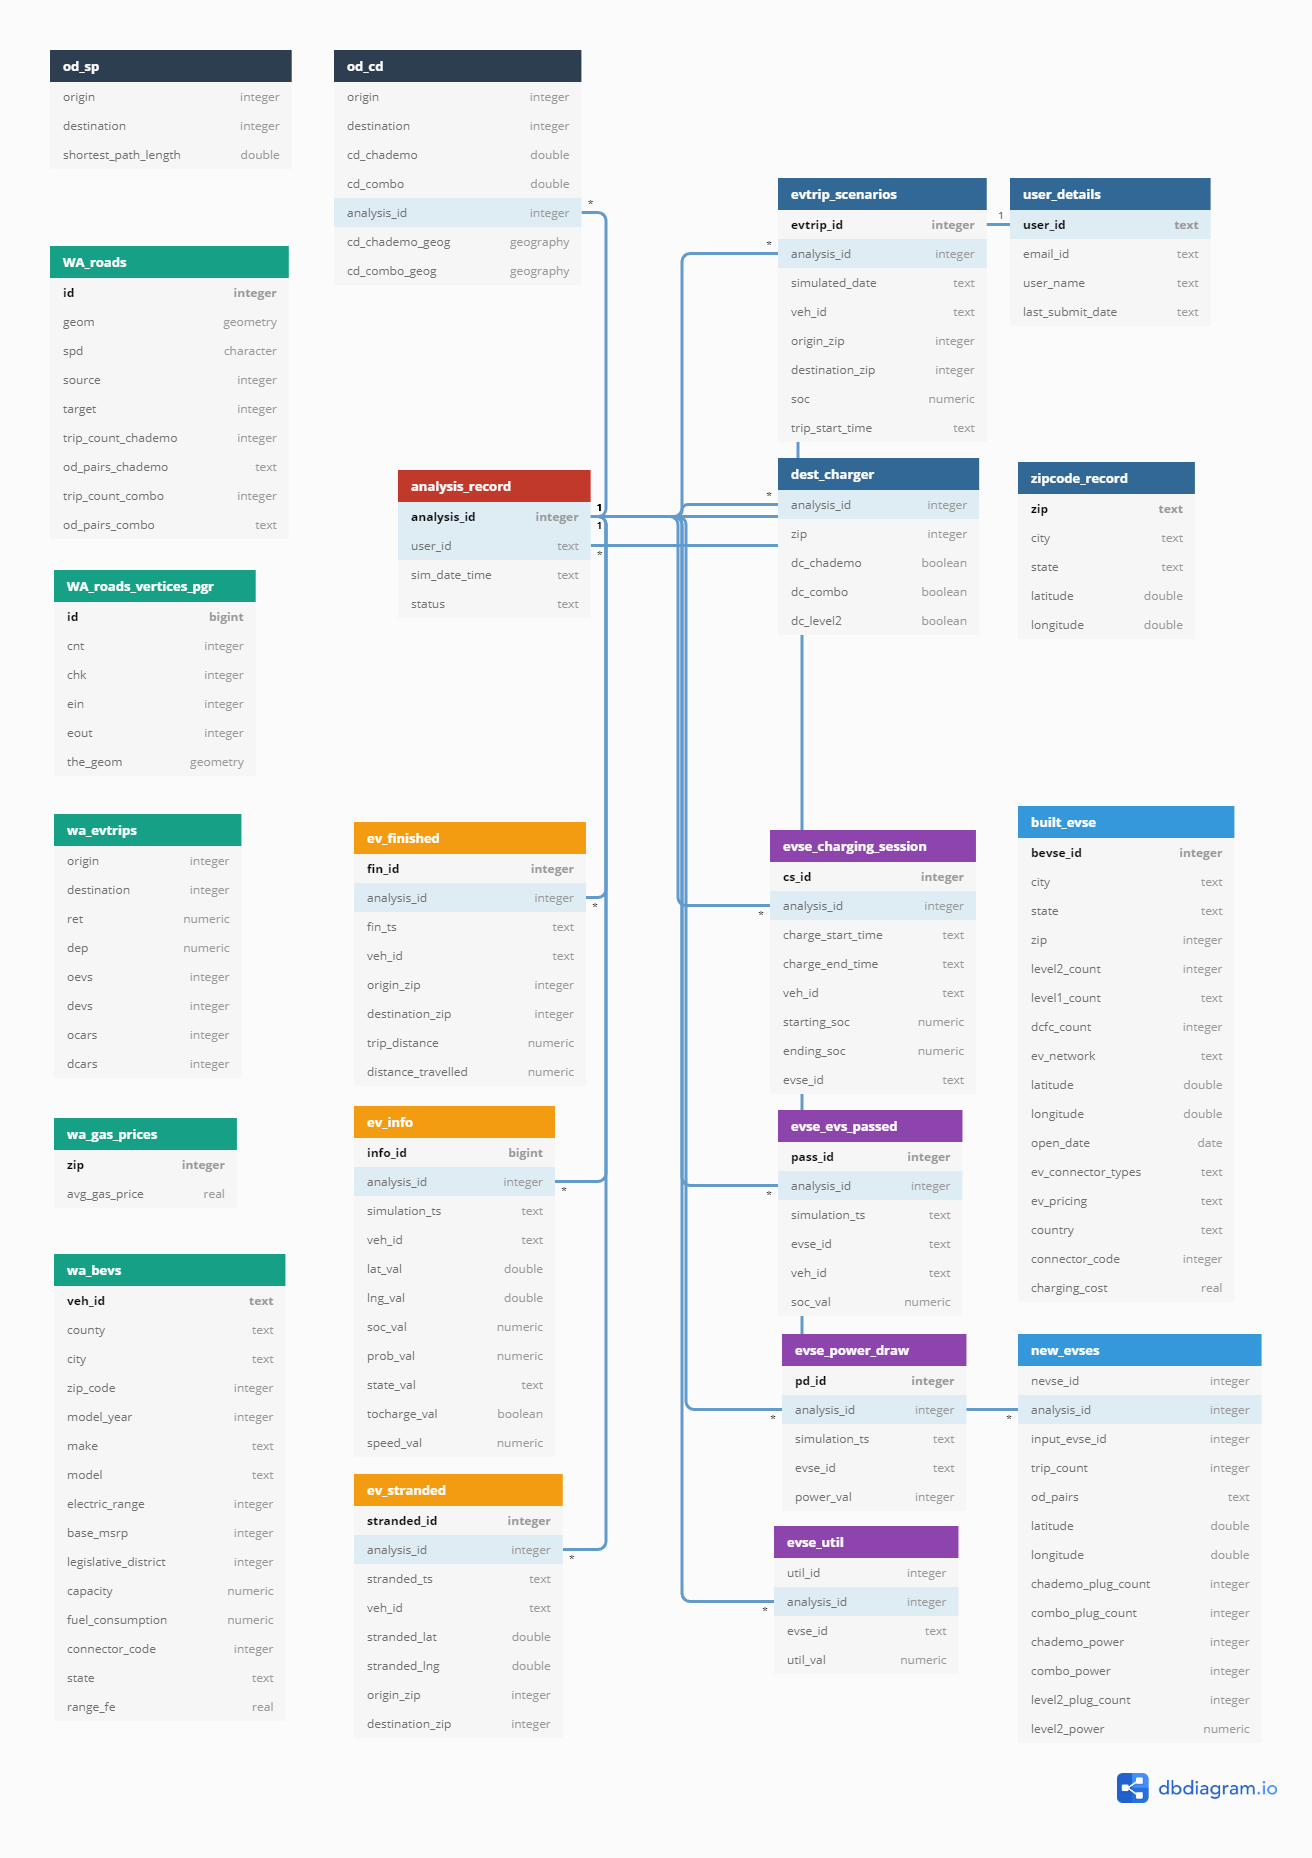 od_sp
origin integer
destination integer
shortest_path_length double
od_cd
origin integer
destination integer
cd_chademo double
cd_combo double
analysis_id integer
*
cd_chademo_geog geography
cd_combo_geog geography
evtrip_scenarios
evtrip_id integer
*
analysis_id integer
simulated_date text
veh_id text
origin_zip integer
destination_zip integer
soc numeric
trip_start_time text
user_details
1
user_id text
email_id text
user_name text
last_submit_date text
WA_roads
id integer
geom geometry
spd character
source integer
target integer
trip_count_chademo integer
od_pairs_chademo text
trip_count_combo integer
od_pairs_combo text
analysis_record
analysis_id integer
1
1
user_id text
*
sim_date_time text
status text
dest_charger
*
analysis_id integer
zip integer
dc_chademo boolean
dc_combo boolean
dc_level2 boolean
zipcode_record
zip text
city text
state text
latitude double
longitude double
WA_roads_vertices_pgr
id bigint
cnt integer
chk integer
ein integer
eout integer
the_geom geometry
wa_evtrips
origin integer
destination integer
ret numeric
dep numeric
oevs integer
devs integer
ocars integer
dcars integer
ev_finished
fin_id integer
analysis_id integer
*
fin_ts text
veh_id text
origin_zip integer
destination_zip integer
trip_distance numeric
distance_travelled numeric
evse_charging_session
cs_id integer
analysis_id integer
*
charge_start_time text
charge_end_time text
veh_id text
starting_soc numeric
ending_soc numeric
evse_id text
built_evse
bevse_id integer
city text
state text
zip integer
level2_count integer
level1_count text
dcfc_count integer
ev_network text
latitude double
longitude double
open_date date
ev_connector_types text
ev_pricing text
country text
connector_code integer
charging_cost real
wa_gas_prices
zip integer
avg_gas_price real
ev_info
info_id bigint
analysis_id integer
*
simulation_ts text
veh_id text
lat_val double
lng_val double
soc_val numeric
prob_val numeric
state_val text
tocharge_val boolean
speed_val numeric
evse_evs_passed
pass_id integer
analysis_id integer
*
simulation_ts text
evse_id text
veh_id text
soc_val numeric
wa_bevs
veh_id text
county text
city text
zip_code integer
model_year integer
make text
model text
electric_range integer
base_msrp integer
legislative_district integer
capacity numeric
fuel_consumption numeric
connector_code integer
state text
range_fe real
ev_stranded
stranded_id integer
analysis_id integer
*
stranded_ts text
veh_id text
stranded_lat double
stranded_lng double
origin_zip integer
destination_zip integer
evse_power_draw
pd_id integer
analysis_id integer
*
simulation_ts text
evse_id text
power_val integer
evse_util
util_id integer
analysis_id integer
*
evse_id text
util_val numeric
new_evses
nevse_id integer
analysis_id integer
*
input_evse_id integer
trip_count integer
od_pairs text
latitude double
longitude double
chademo_plug_count integer
combo_plug_count integer
chademo_power integer
combo_power integer
level2_plug_count integer
level2_power numeric
dbdiagram.io